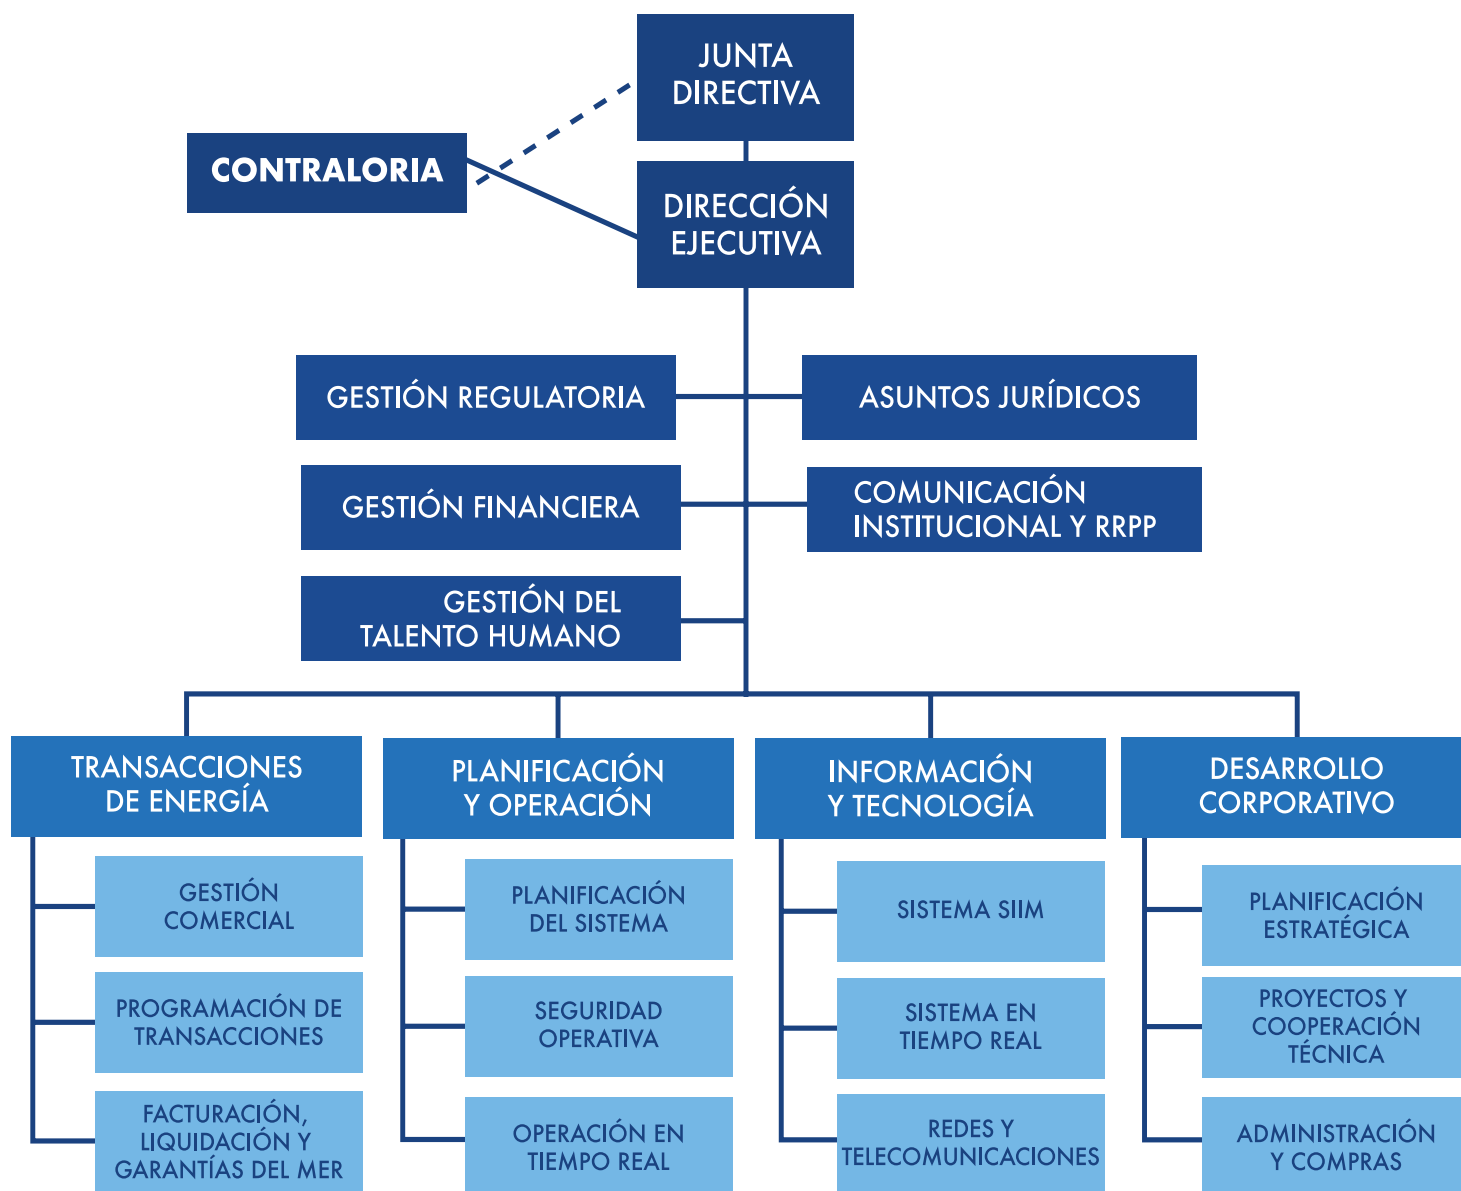 JUNTA
DIRECTIVA
CONTRALORIA
DIRECCIÓN
EJECUTIVA
GESTIÓN REGULATORIA
ASUNTOS JURÍDICOS
GESTIÓN FINANCIERA
COMUNICACIÓN
INSTITUCIONAL Y RRPP
GESTIÓN DEL
TALENTO HUMANO
TRANSACCIONES
DE ENERGÍA
GESTIÓN
COMERCIAL
PROGRAMACIÓN DE
TRANSACCIONES
FACTURACIÓN,
LIQUIDACIÓN Y
GARANTÍAS DEL MER
PLANIFICACIÓN
Y OPERACIÓN
PLANIFICACIÓN
DEL SISTEMA
SEGURIDAD
OPERATIVA
OPERACIÓN EN
TIEMPO REAL
INFORMACIÓN
Y TECNOLOGÍA
SISTEMA SIIM
SISTEMA EN
TIEMPO REAL
REDES Y
TELECOMUNICACIONES
DESARROLLO
CORPORATIVO
PLANIFICACIÓN
ESTRATÉGICA
PROYECTOS Y
COOPERACIÓN
TÉCNICA
ADMINISTRACIÓN
Y COMPRAS